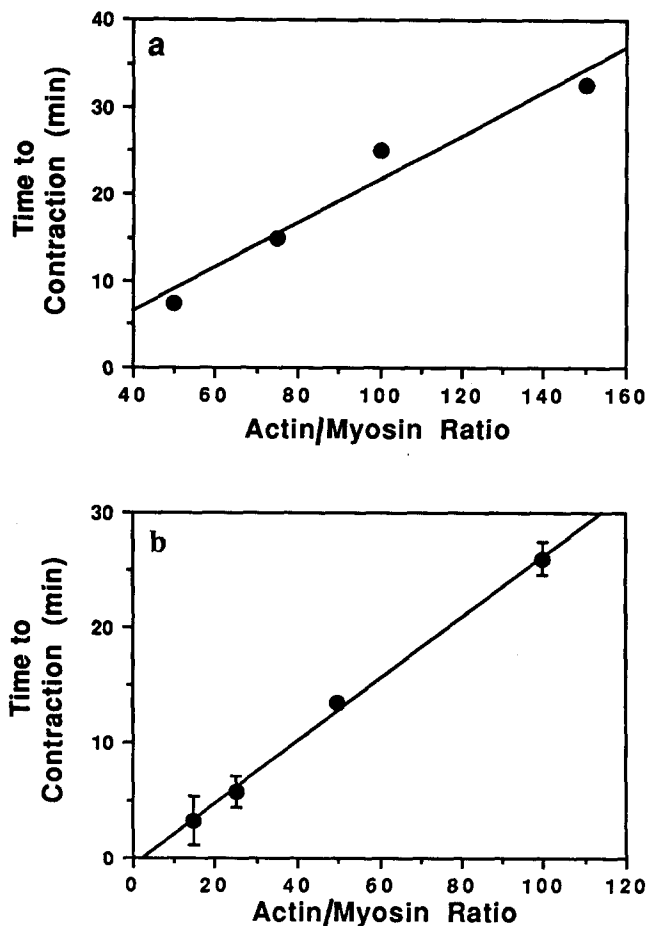 a
Time to
Contraction (min)
40
30
20
10
0
40 60 80 100 120 140 160
Actin/Myosin Ratio
b
Time to
Contraction (min)
30
20
10
0
0 20 40 60 80 100 120
Actin/Myosin Ratio